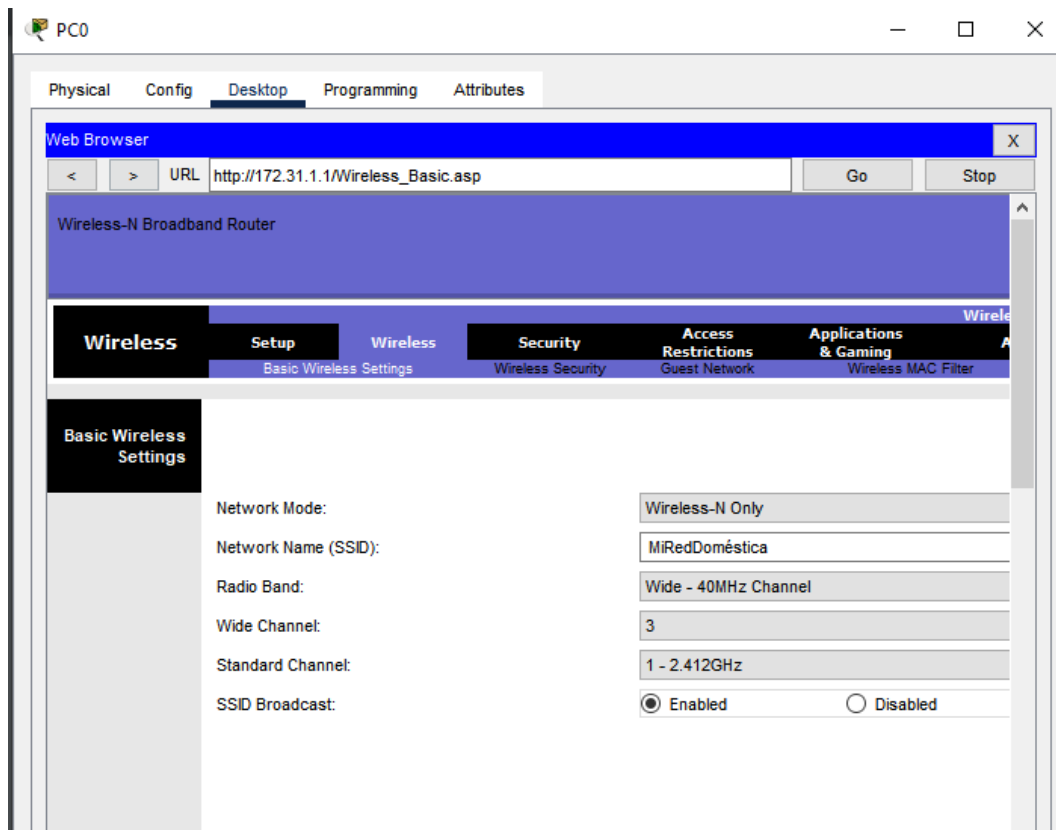 PC0
Physical Config Desktop Programming Attributes
Web Browser X
< > URL http://172.31.1.1/Wireless_Basic.asp Go Stop
Wireless-N Broadband Router
Wireless
Setup Wireless Security Access Restrictions Applications & Gaming
Basic Wireless Settings Wireless Security Guest Network Wireless MAC Filter
Basic Wireless
Settings
Network Mode: Wireless-N Only
Network Name (SSID): MiRedDoméstica
Radio Band: Wide - 40MHz Channel
Wide Channel: 3
Standard Channel: 1 - 2.412GHz
SSID Broadcast: Enabled Disabled